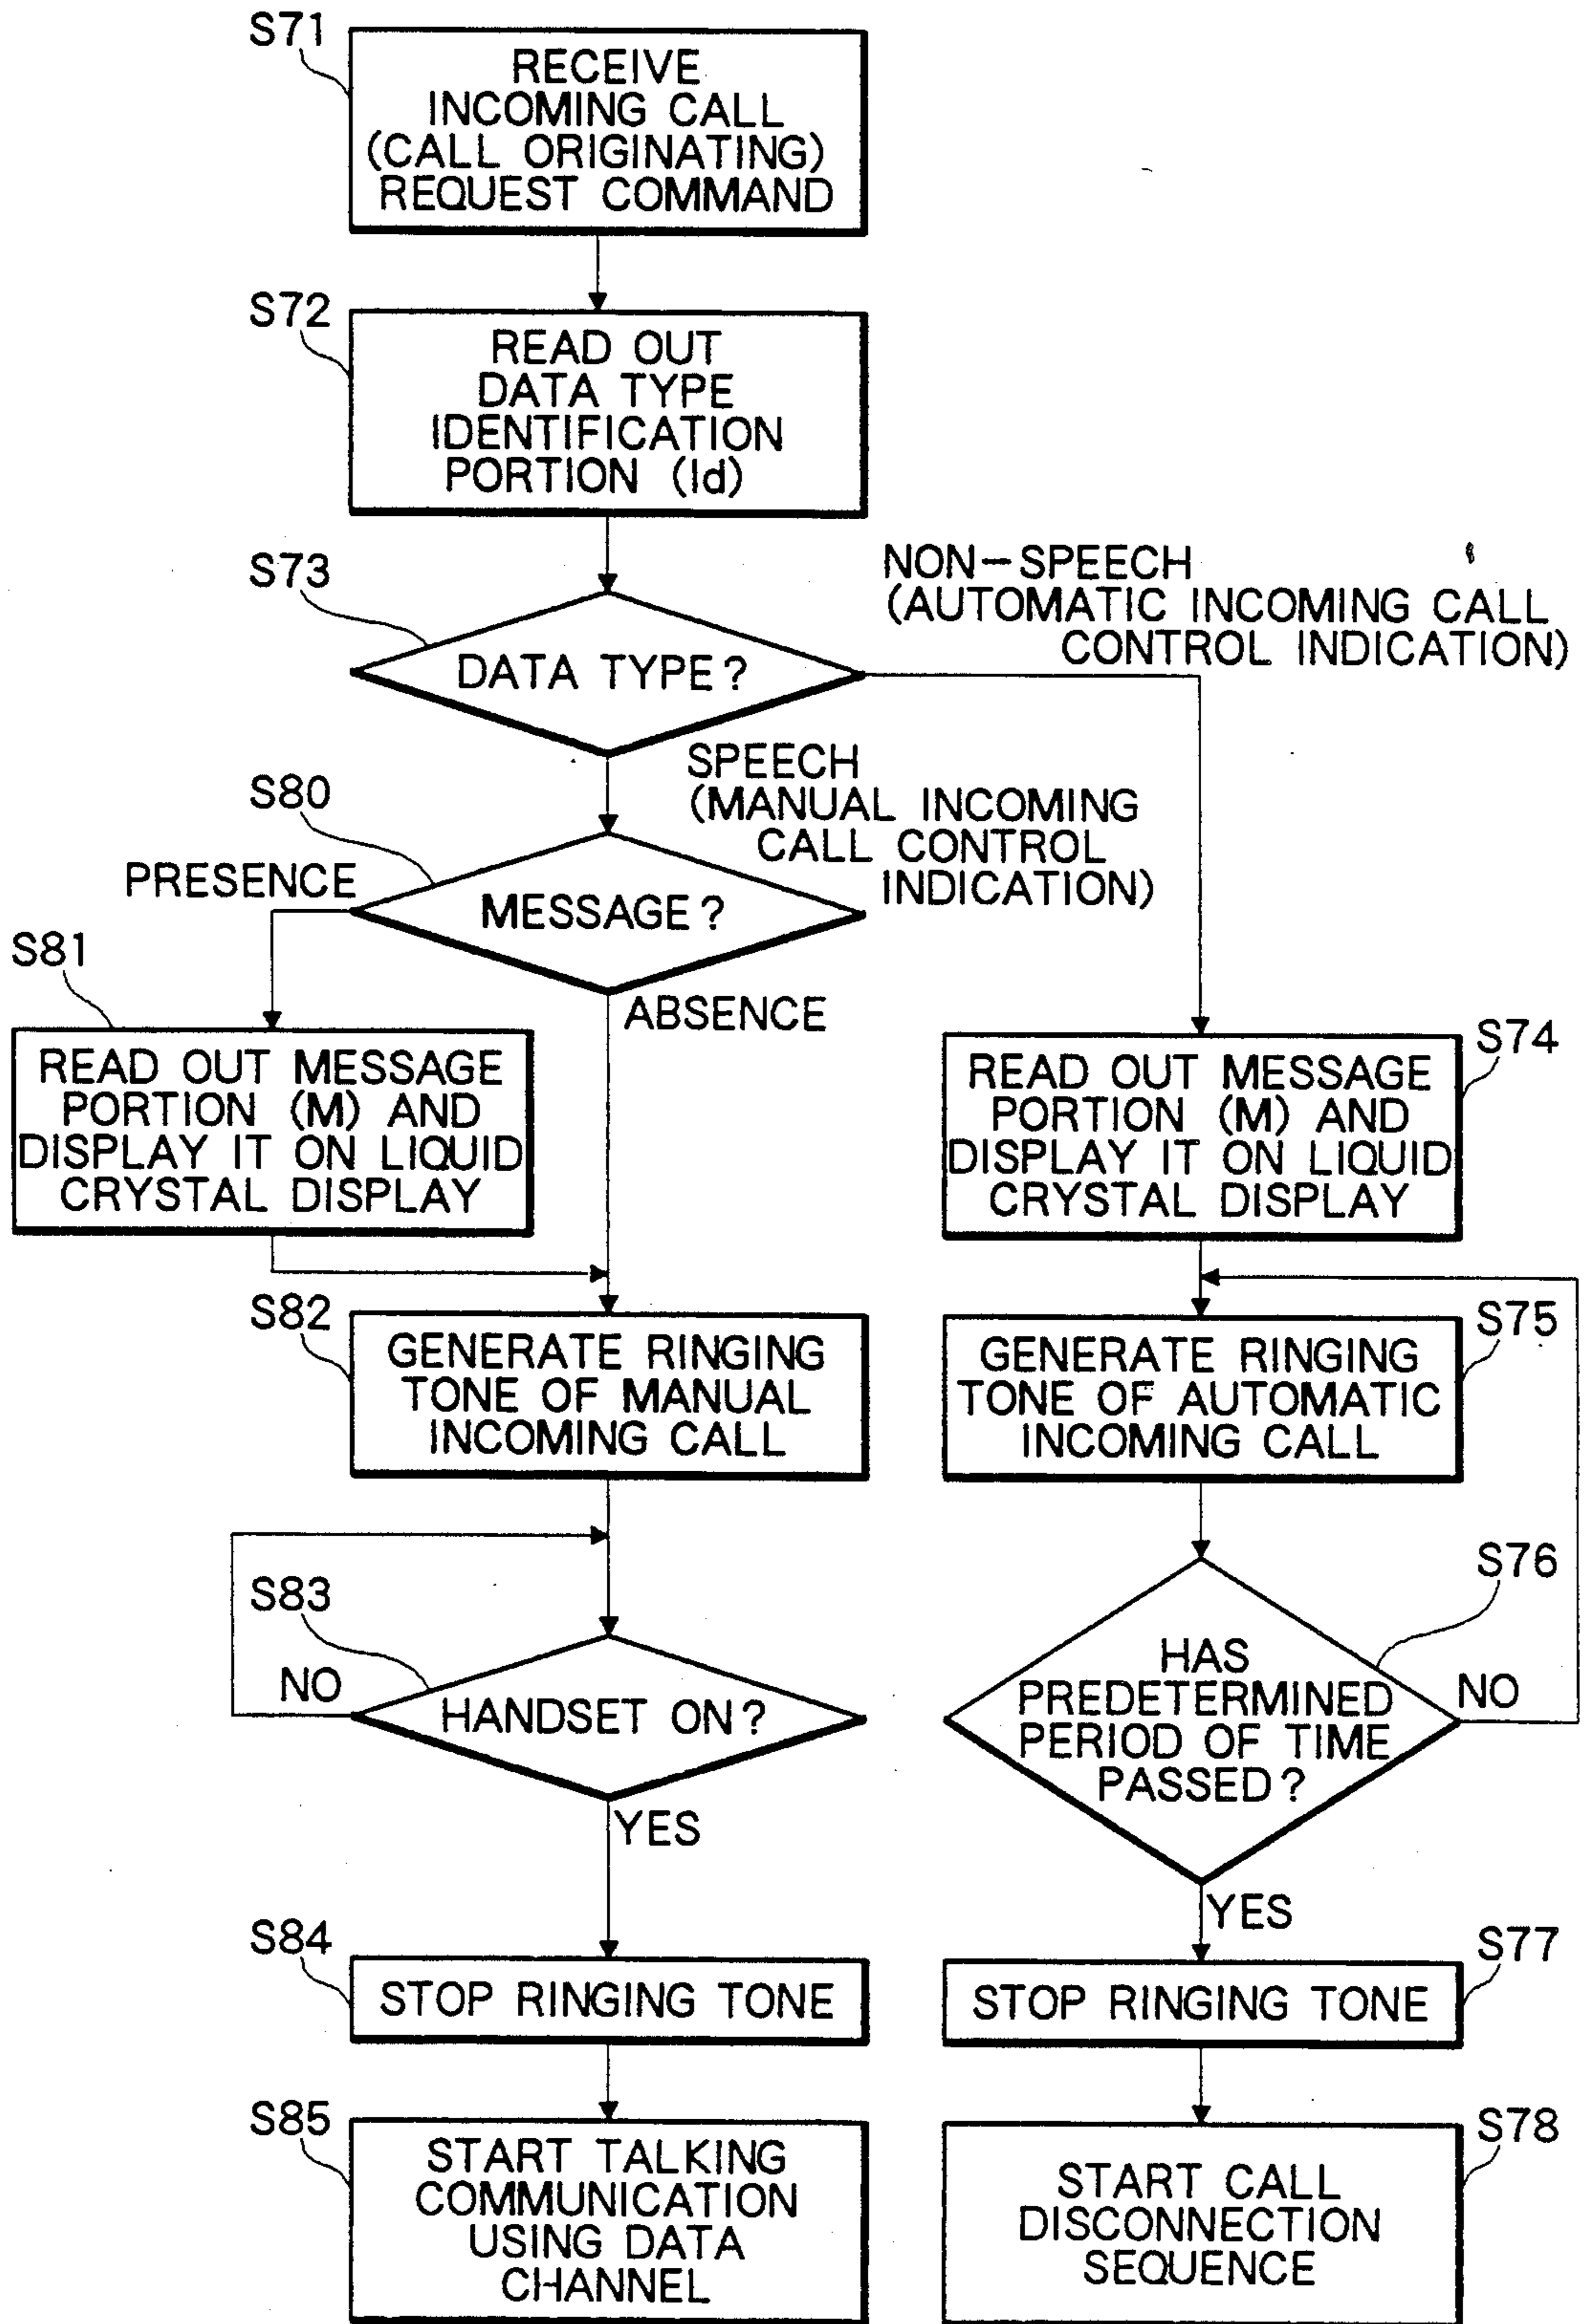 S71
RECEIVE
INCOMING CALL
(CALL ORIGINATING)
REQUEST COMMAND
S72
READ OUT
DATA TYPE
IDENTIFICATION
PORTION (Id)
S73
DATA TYPE?
NON-SPEECH
(AUTOMATIC INCOMING CALL
CONTROL INDICATION)
SPEECH
(MANUAL INCOMING
CALL CONTROL
INDICATION)
S80
MESSAGE?
PRESENCE
ABSENCE
S81
READ OUT MESSAGE
PORTION (M) AND
DISPLAY IT ON LIQUID
CRYSTAL DISPLAY
S74
READ OUT MESSAGE
PORTION (M) AND
DISPLAY IT ON LIQUID
CRYSTAL DISPLAY
S82
GENERATE RINGING
TONE OF MANUAL
INCOMING CALL
S75
GENERATE RINGING
TONE OF AUTOMATIC
INCOMING CALL
S83
HANDSET ON?
NO
YES
S76
HAS
PREDETERMINED
PERIOD OF TIME
PASSED?
NO
YES
S84
STOP RINGING TONE
S77
STOP RINGING TONE
S85
START TALKING
COMMUNICATION
USING DATA
CHANNEL
S78
START CALL
DISCONNECTION
SEQUENCE